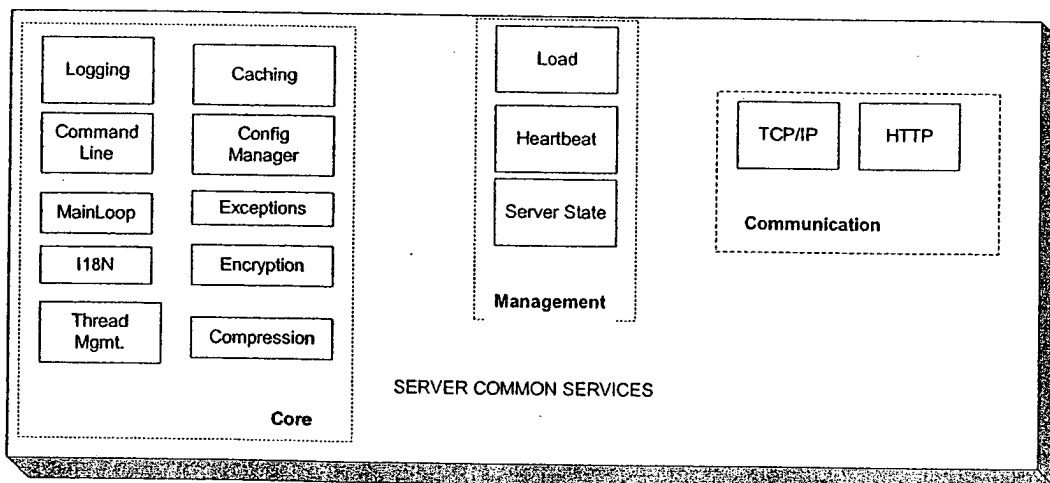 Logging
Caching
Command
Line
Config
Manager
MainLoop
Exceptions
I18N
Encryption
Thread
Mgmt.
Compression
Core
Load
Heartbeat
Server State
Management
TCP/IP
HTTP
Communication
SERVER COMMON SERVICES